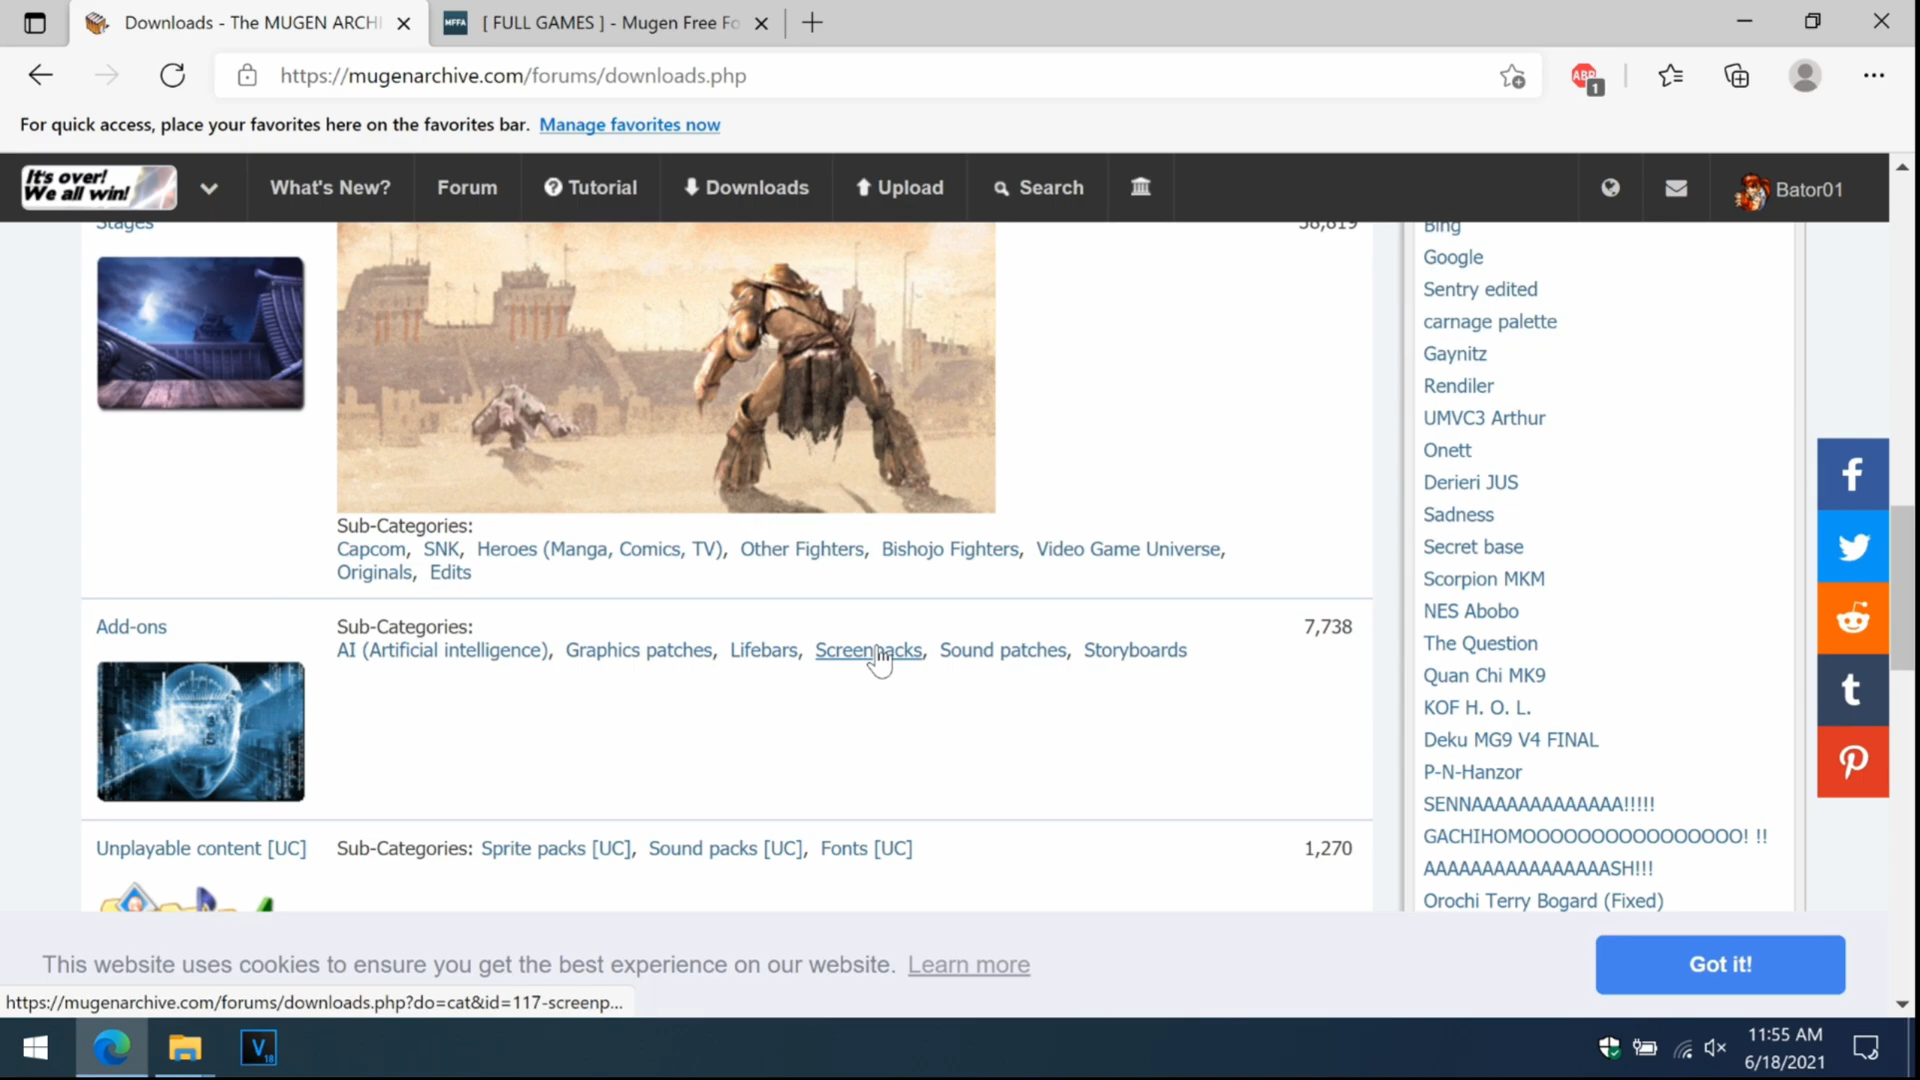 Downloads - The MUGEN ARCHI
MFFA
[ FULL GAMES ] - Mugen Free Fo
https://mugenarchive.com/forums/downloads.php
ABP
1
For quick access, place your favorites here on the favorites bar. Manage favorites now
It's over!
We all win!
What's New?
Forum
Tutorial
Downloads
Upload
Search
Bator01
Stages
38,819
Sub-Categories:
Capcom, SNK, Heroes (Manga, Comics, TV), Other Fighters, Bishojo Fighters, Video Game Universe,
Originals, Edits
Add-ons
Sub-Categories:
7,738
AI (Artificial intelligence), Graphics patches, Lifebars, Screenpacks, Sound patches, Storyboards
Unplayable content [UC]
Sub-Categories: Sprite packs [UC], Sound packs [UC], Fonts [UC]
1,270
Bing
Google
Sentry edited
carnage palette
Gaynitz
Rendiler
UMVC3 Arthur
Onett
Derieri JUS
Sadness
Secret base
Scorpion MKM
NES Abobo
The Question
Quan Chi MK9
KOF H. O. L.
Deku MG9 V4 FINAL
P-N-Hanzor
SENNAAAAAAAAAAAAA!!!!!
GACHIHOMOOOOOOOOOOOOOOOO! !!
AAAAAAAAAAAAAAAASH!!!
Orochi Terry Bogard (Fixed)
This website uses cookies to ensure you get the best experience on our website. Learn more
Got it!
https://mugenarchive.com/forums/downloads.php?do=cat&id=117-screenp...
V
18
11:55 AM
6/18/2021